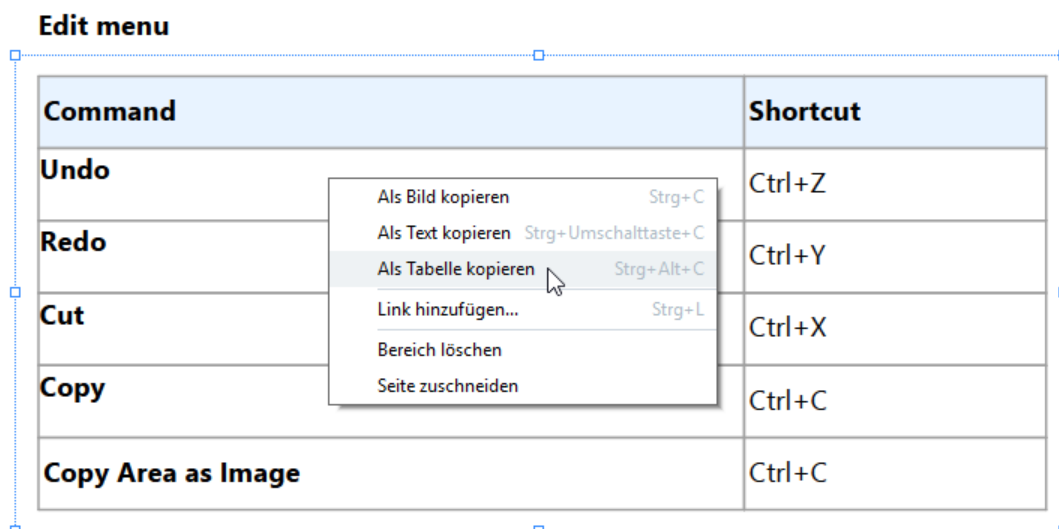 Edit menu
Command Shortcut
Undo Ctrl+Z
Redo Ctrl+Y
Cut Ctrl+X
Copy Ctrl+C
Copy Area as Image Ctrl+C
Als Bild kopieren Strg+C
Als Text kopieren Strg+Umschalttaste+C
Als Tabelle kopieren Strg+Alt+C
Link hinzufügen... Strg+L
Bereich löschen
Seite zuschneiden